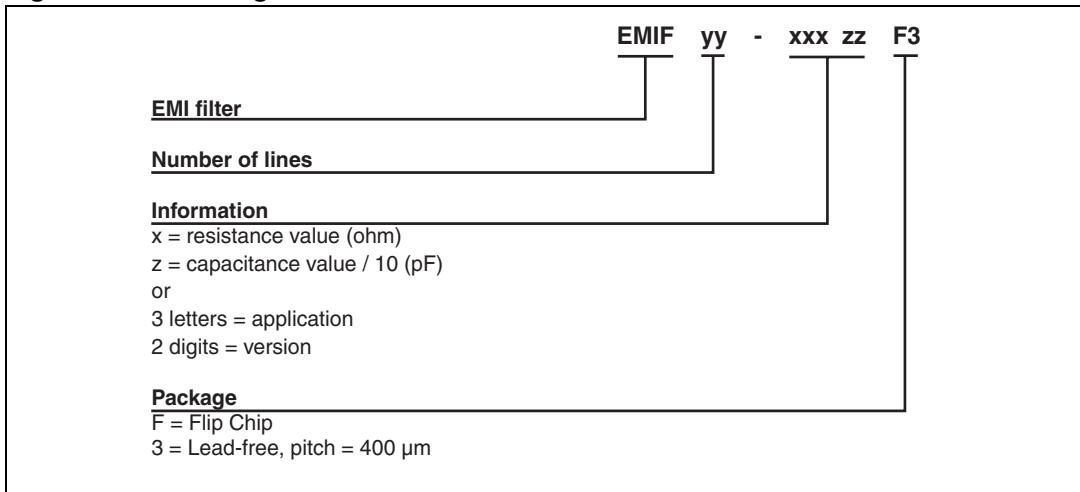 EMIF yy - xxx zz F3
EMI filter
Number of lines
Information
x = resistance value (ohm)
z = capacitance value / 10 (pF)
or
3 letters = application
2 digits = version
Package
F = Flip Chip
3 = Lead-free, pitch = 400 µm